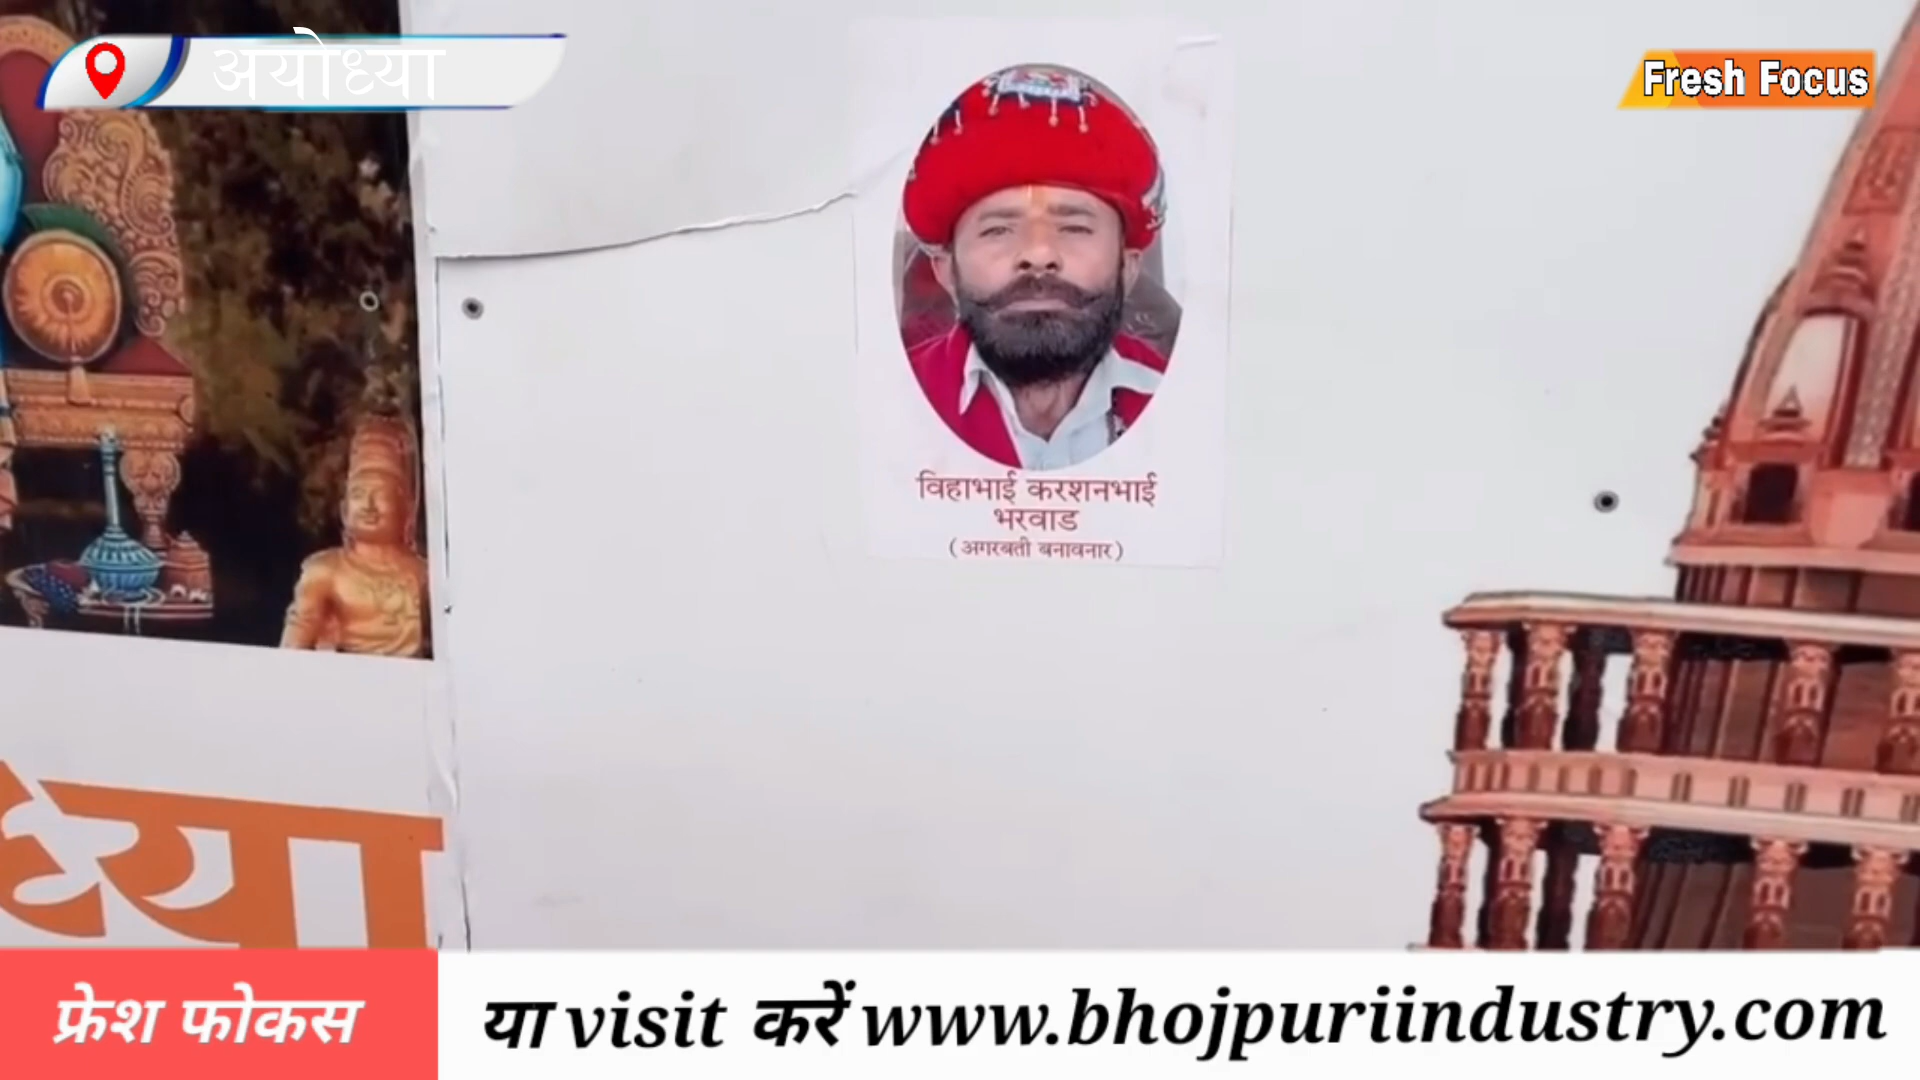 अयोध्या
Fresh Focus
विहाभाई करशनभाई
भरवाड
(अगरबती बनावनार)
ध्या
फ्रेश फोकस
या visit करें www.bhojpuriindustry.com